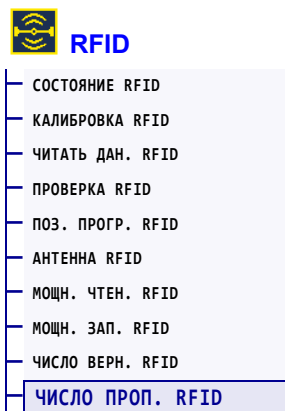 RFID
СОСТОЯНИЕ RFID
КАЛИБРОВКА RFID
ЧИТАТЬ ДАН. RFID
ПРОВЕРКА RFID
ПОЗ. ПРОГР. RFID
АНТЕННА RFID
МОЩН. ЧТЕН. RFID
МОЩН. ЗАП. RFID
ЧИСЛО ВЕРН. RFID
ЧИСЛО ПРОП. RFID